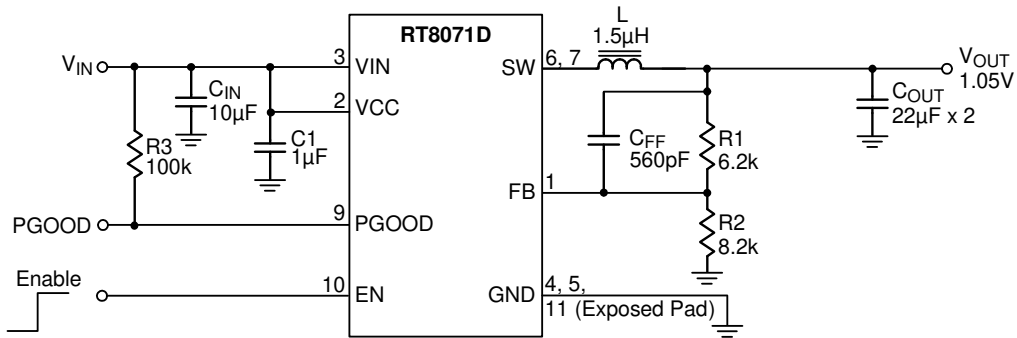 RT8071D
L
1.5µH
VIN
3
VIN
SW
6, 7
VOUT
1.05V
CIN
10µF
2
VCC
COUT
22µF x 2
R3
100k
C1
1µF
CFF
560pF
R1
6.2k
FB
1
PGOOD
9
PGOOD
R2
8.2k
Enable
10
EN
GND
4, 5,
11 (Exposed Pad)